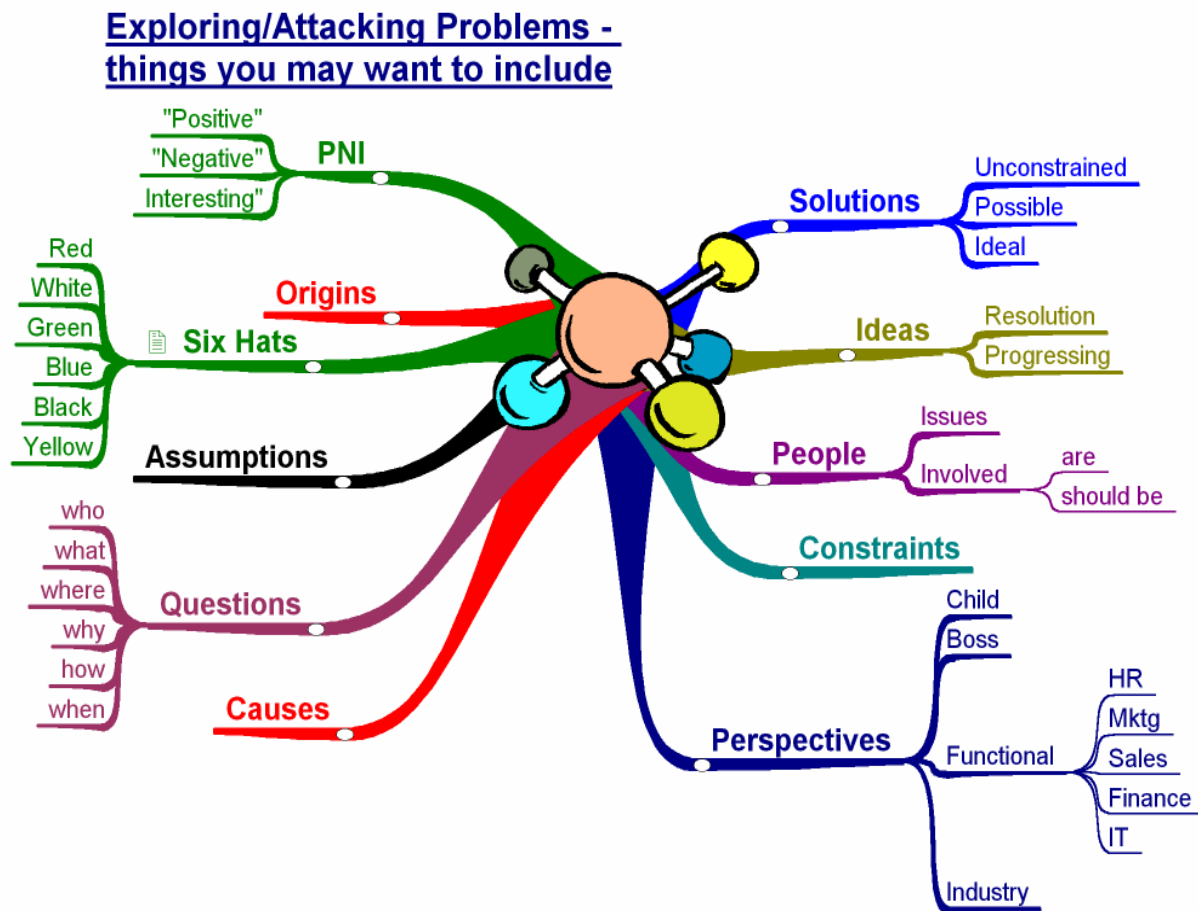 Exploring/Attacking Problems -
things you may want to include
"Positive"
"Negative"
Interesting"
PNI
Origins
Red
White
Green
Blue
Black
Yellow
Six Hats
Assumptions
who
what
where
why
how
when
Questions
Causes
Solutions
Unconstrained
Possible
Ideal
Ideas
Resolution
Progressing
People
Issues
Involved
are
should be
Constraints
Perspectives
Child
Boss
Functional
HR
Mktg
Sales
Finance
IT
Industry